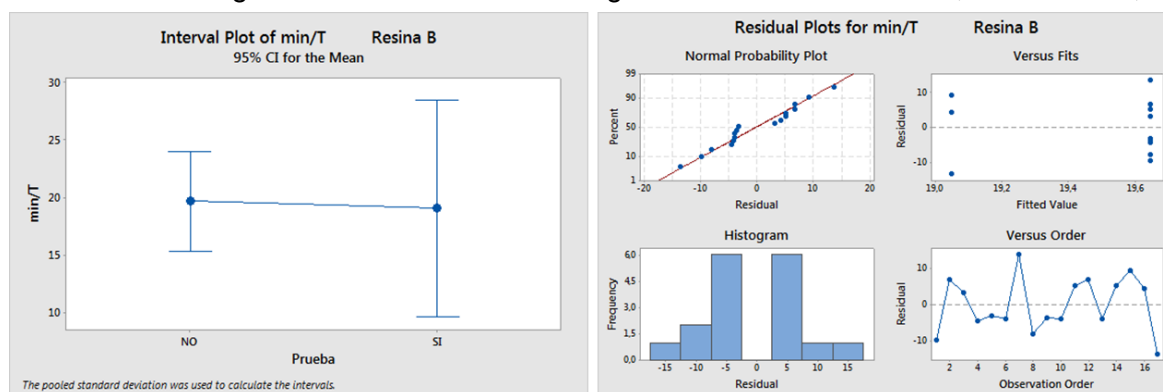 Interval Plot of min/T Resina B
95% CI for the Mean
30
25
20
15
10
min/T
NO SI
Prueba
The pooled standard deviation was used to calculate the intervals.
Residual Plots for min/T Resina B
Normal Probability Plot
99
90
50
10
1
Percent
-20 -10 0 10 20
Residual
Versus Fits
10
0
-10
Residual
19,0 19,2 19,4 19,6
Fitted Value
Histogram
6,0
4,5
3,0
1,5
0,0
Frequency
-15 -10 -5 0 5 10 15
Residual
Versus Order
10
0
-10
Residual
2 4 6 8 10 12 14 16
Observation Order